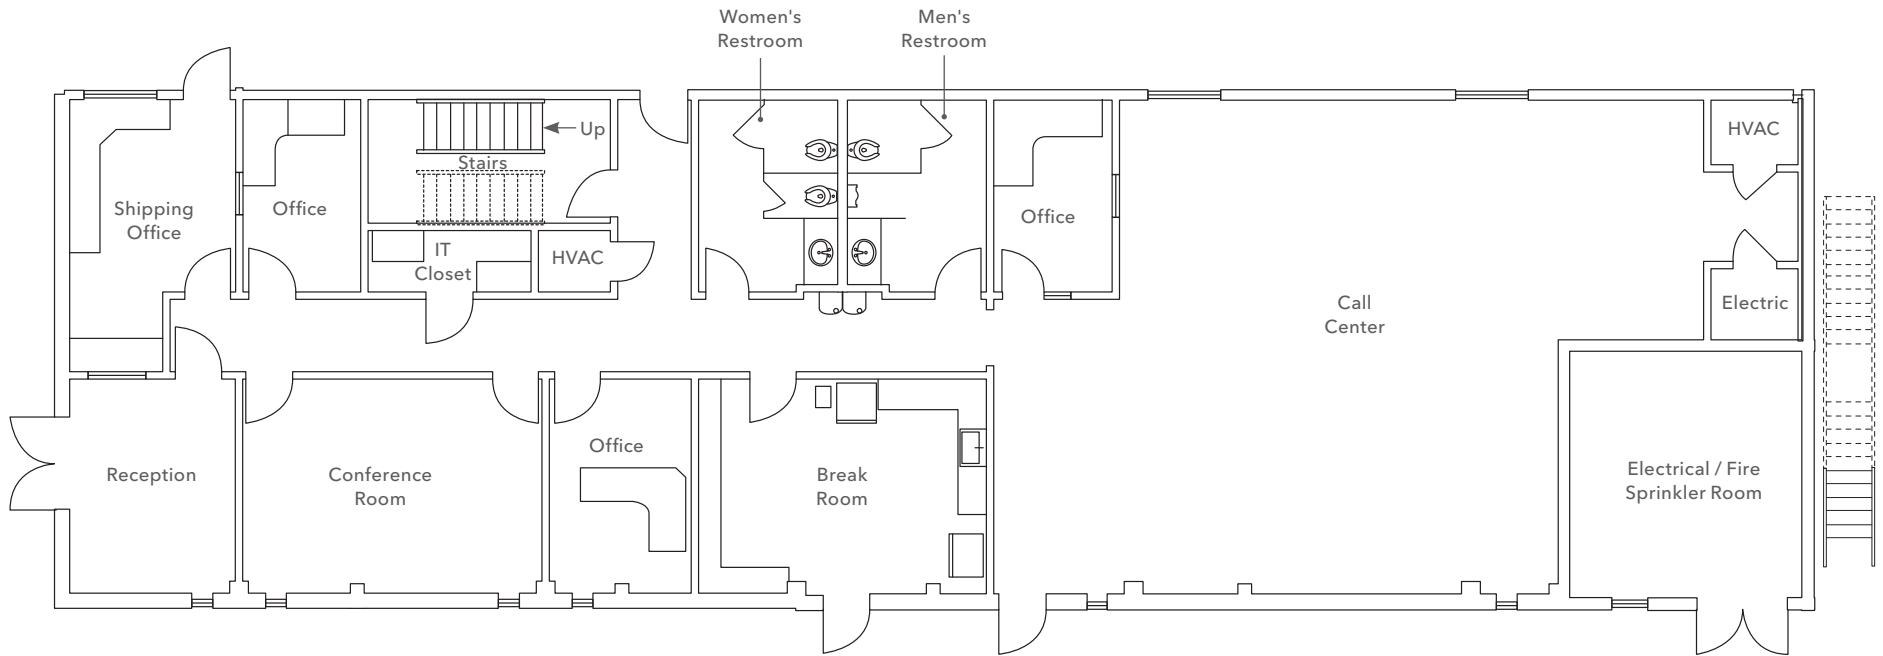 Women's
Restroom
Men's
Restroom
Up
HVAC
Stairs
Shipping
Office
Office
Office
IT
Closet
HVAC
Call
Center
Electric
Reception
Conference
Room
Office
Break
Room
Electrical / Fire
Sprinkler Room